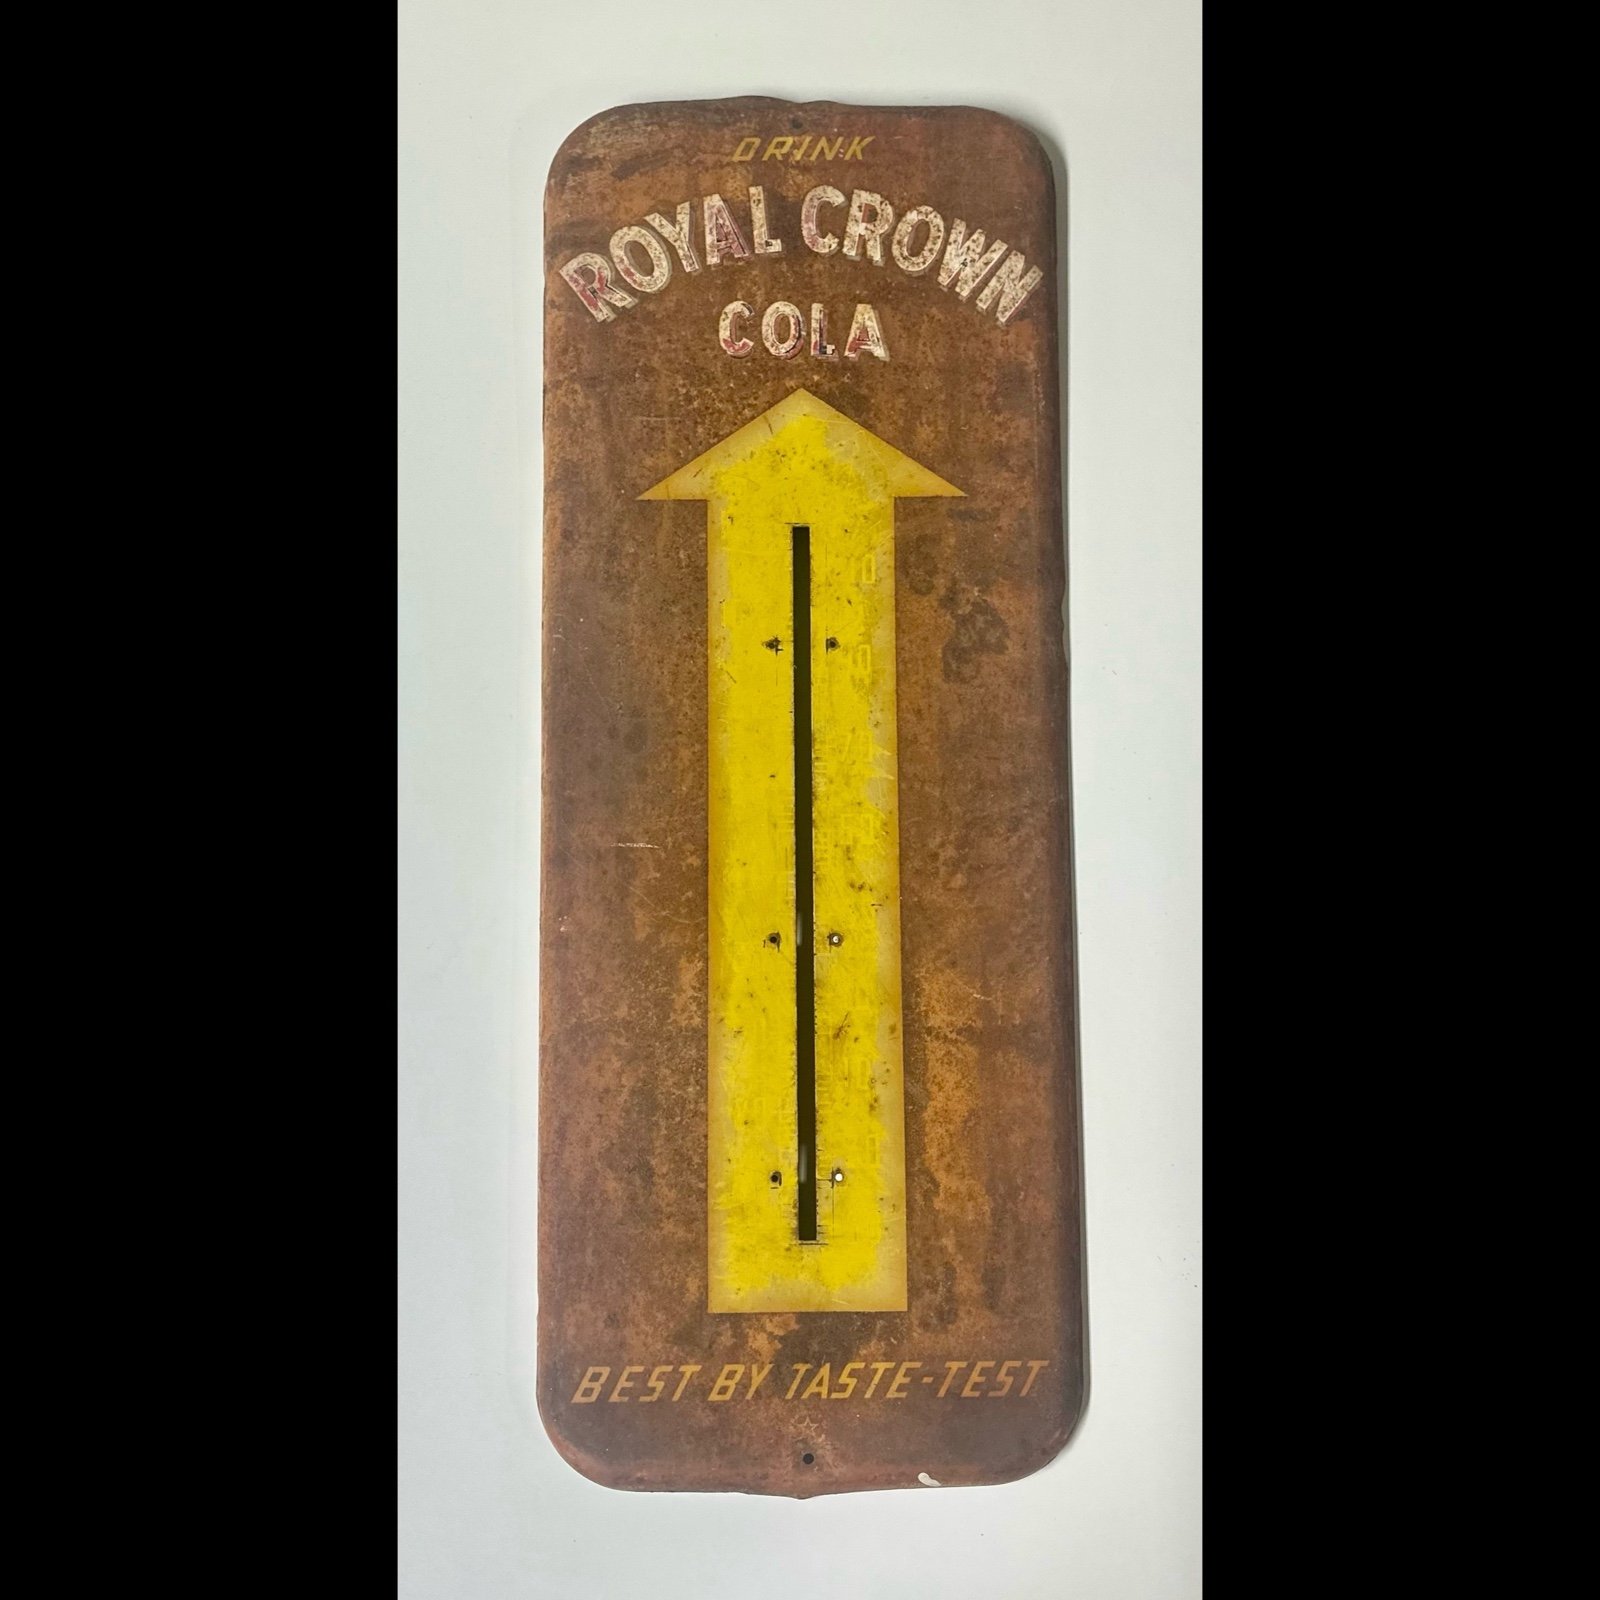 DRINK
ROYAL CROWN
COLA
BEST BY TASTE-TEST